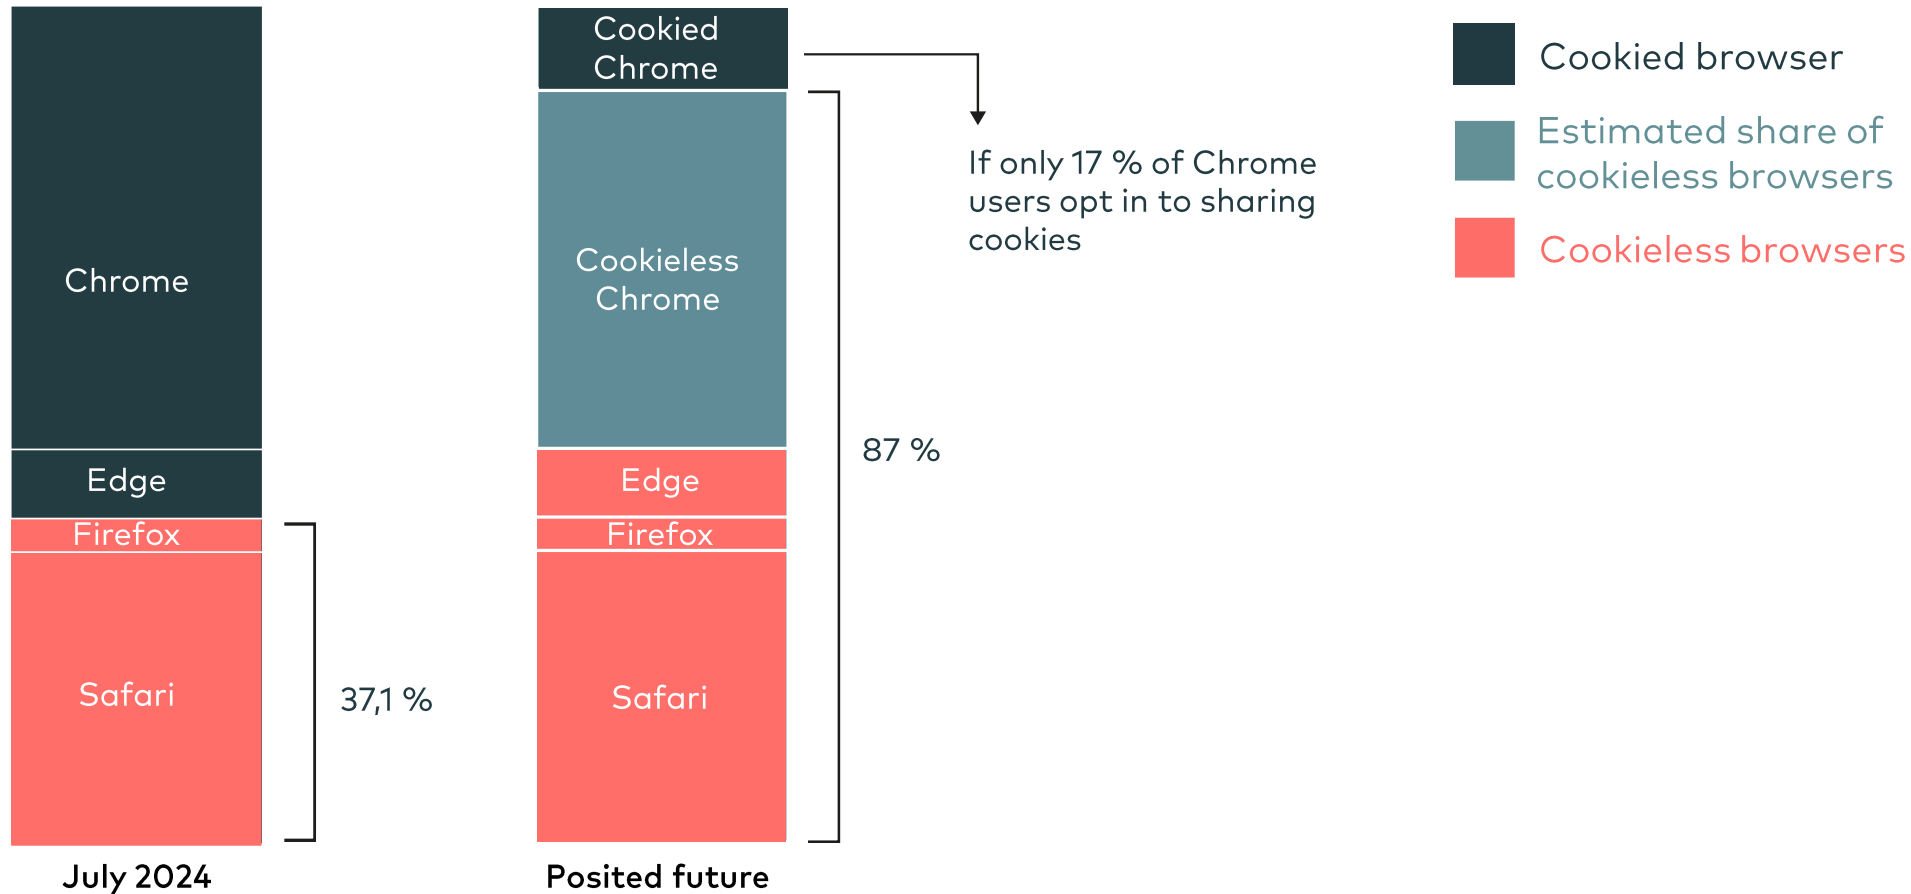 Chrome
Edge
Firefox
Safari
37,1 %
July 2024
Cookied
Chrome
Cookieless
Chrome
Edge
Firefox
Safari
87 %
Posited future
If only 17 % of Chrome
users opt in to sharing
cookies
Cookied browser
Estimated share of
cookieless browsers
Cookieless browsers